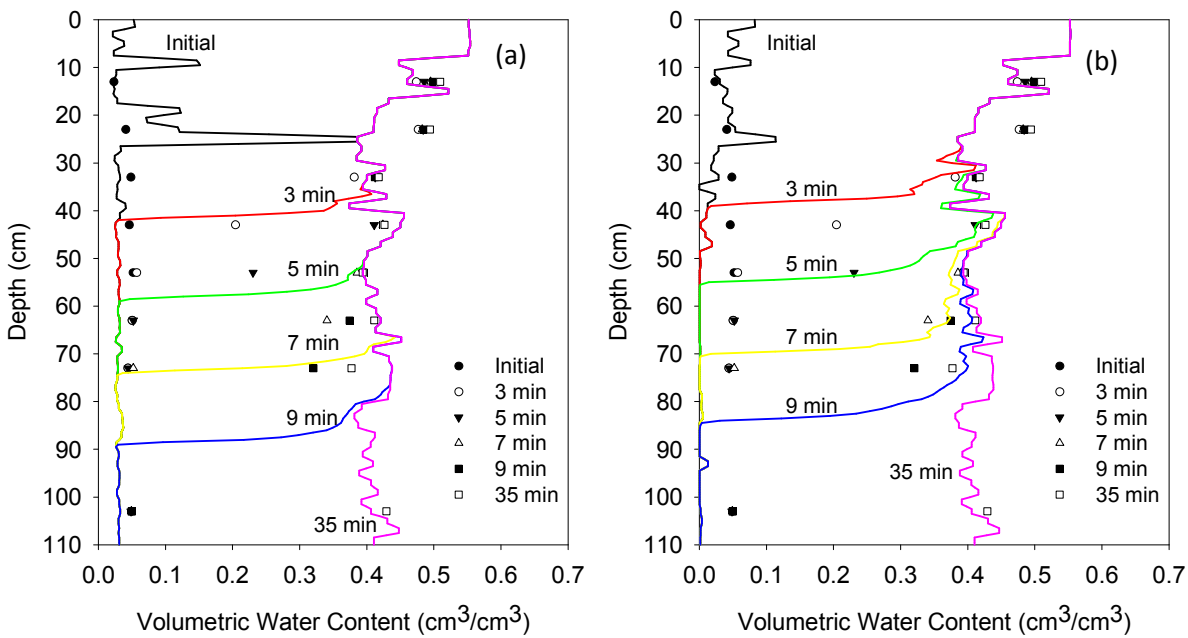 (a)
Initial
3 min
5 min
7 min
9 min
35 min
Initial
3 min
5 min
7 min
9 min
35 min
0
10
20
30
40
50
60
70
80
90
100
110
Depth (cm)
0.0 0.1 0.2 0.3 0.4 0.5 0.6 0.7
Volumetric Water Content (cm³/cm³)
(b)
Initial
3 min
5 min
7 min
9 min
35 min
Initial
3 min
5 min
7 min
9 min
35 min
0
10
20
30
40
50
60
70
80
90
100
110
Depth (cm)
0.0 0.1 0.2 0.3 0.4 0.5 0.6 0.7
Volumetric Water Content (cm³/cm³)